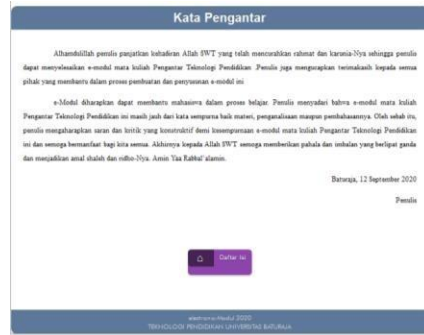 Kata Pengantar
Alhamdulillah penulis panjatkan kehadiran Allah SWT yang telah mencurahkan rahmat dan karunia-Nya sehingga penulis
dapat menyelesaikan e-modul mata kuliah Pengantar Teknologi Pendidikan .Penulis juga mengucapkan terimakasih kepada semua
pihak yang membantu dalam proses pembuatan dan penyusunan e-modul ini
e-Modul diharapkan dapat membantu mahasiswa dalam proses belajar. Penulis menyadari bahwa e-modul mata kuliah
Pengantar Teknologi Pendidikan ini masih jauh dari kata sempurna baik materi, penganalisaan maupun pembahasannya. Oleh sebab itu,
penulis mengaharapkan saran dan kritik yang konstruktif demi kesempurnaan e-modul mata kuliah Pengantar Teknologi Pendidikan
ini dan semoga bermanfaat bagi kita semua. Akhirnya kepada Allah SWT semoga memberikan pahala dan imbalan yang berlipat ganda
dan menjadikan amal shalah dan ridho-Nya. Amin Yaa Rabbal'alamin.
Baturaja, 12 September 2020
Penulis
Daftar Isi
electronic-Modul 2020
TEKNOLOGI PENDIDIKAN UNIVERSITAS BATURAJA